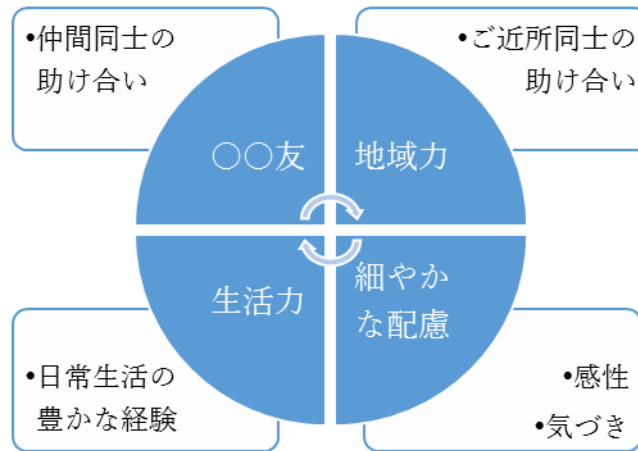 •仲間同士の
助け合い
•ご近所同士の
助け合い
〇〇友
地域力
生活力
細やか
な配慮
•日常生活の
豊かな経験
•感性
•気づき